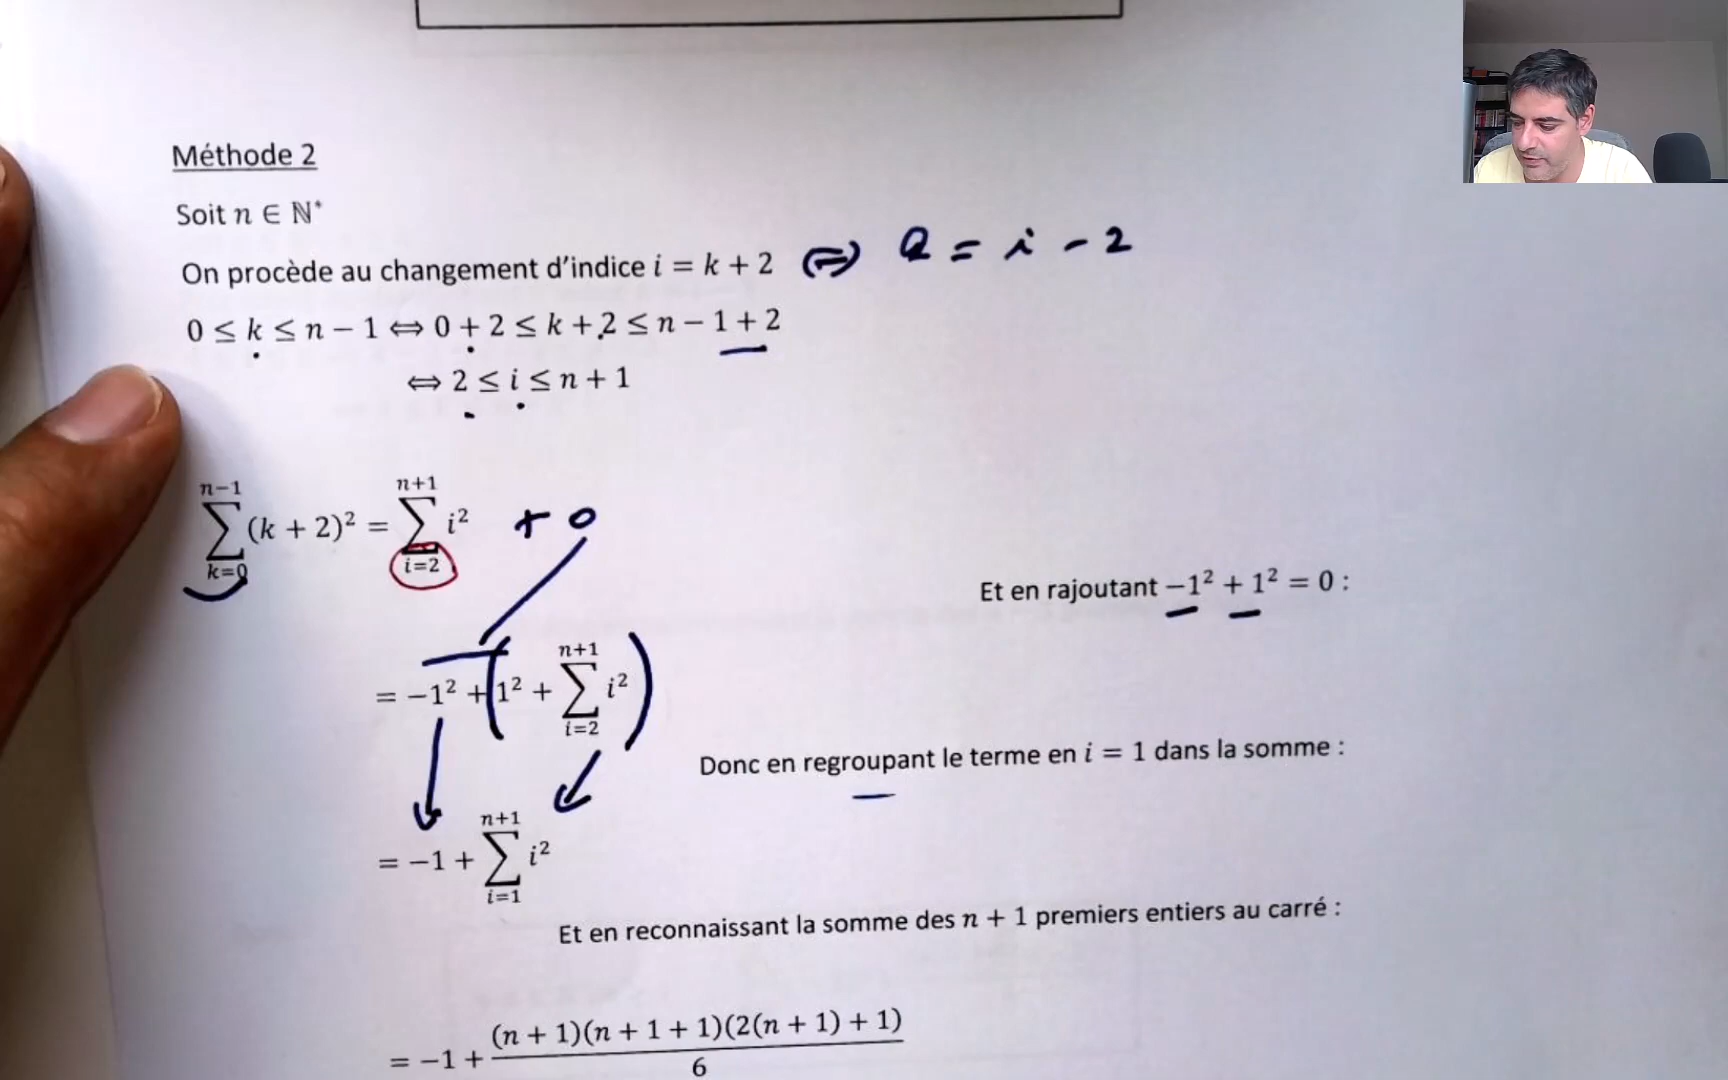 Méthode 2
Soit n ∈ ℕ*
On procède au changement d'indice i = k + 2 ⇔ k = i - 2
0 ≤ k ≤ n − 1 ⟺ 0 + 2 ≤ k + 2 ≤ n − 1 + 2
⟺ 2 ≤ i ≤ n + 1
∑_{k=0}^{n−1} (k + 2)² = ∑_{i=2}^{n+1} i² + 0
Et en rajoutant −1² + 1² = 0 :
= −1² + (1² + ∑_{i=2}^{n+1} i²)
Donc en regroupant le terme en i = 1 dans la somme :
= −1 + ∑_{i=1}^{n+1} i²
Et en reconnaissant la somme des n + 1 premiers entiers au carré :
= −1 + (n + 1)(n + 1 + 1)(2(n + 1) + 1) / 6